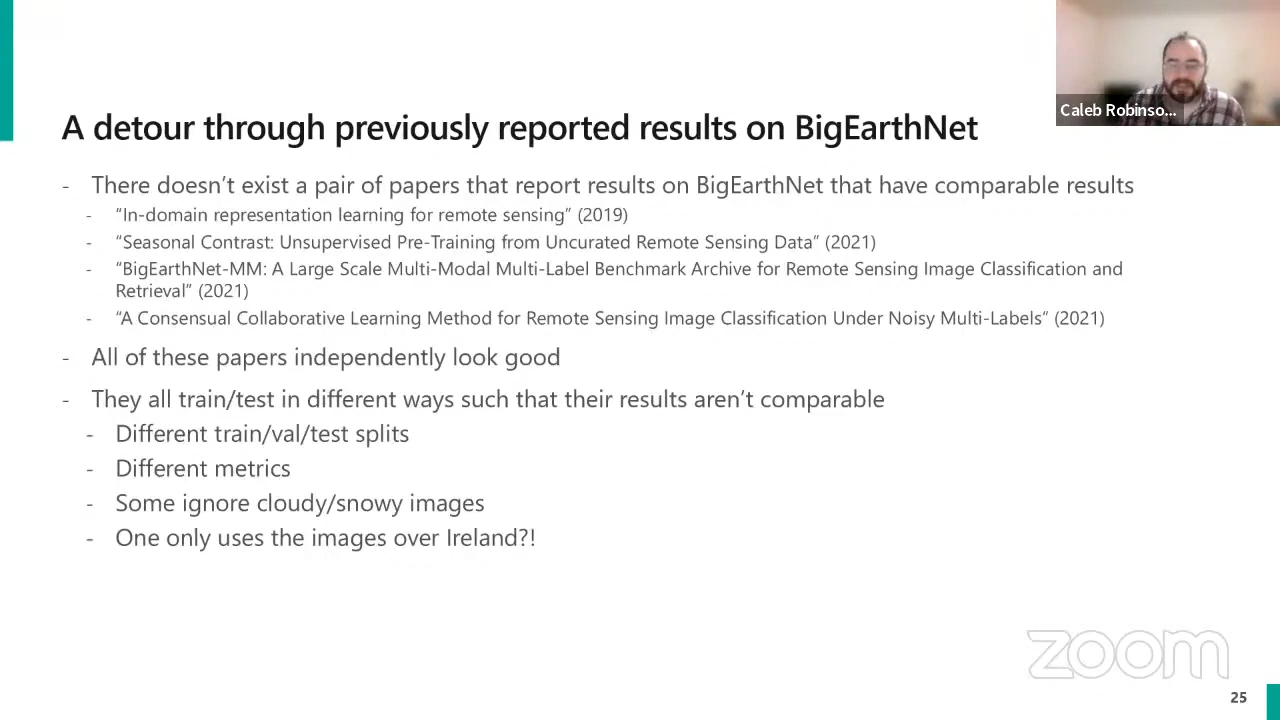 Caleb Robinso...
A detour through previously reported results on BigEarthNet
- There doesn’t exist a pair of papers that report results on BigEarthNet that have comparable results
- “In-domain representation learning for remote sensing” (2019)
- “Seasonal Contrast: Unsupervised Pre-Training from Uncurated Remote Sensing Data” (2021)
- “BigEarthNet-MM: A Large Scale Multi-Modal Multi-Label Benchmark Archive for Remote Sensing Image Classification and
Retrieval” (2021)
- “A Consensual Collaborative Learning Method for Remote Sensing Image Classification Under Noisy Multi-Labels” (2021)
- All of these papers independently look good
- They all train/test in different ways such that their results aren’t comparable
- Different train/val/test splits
- Different metrics
- Some ignore cloudy/snowy images
- One only uses the images over Ireland?!
zoom
25